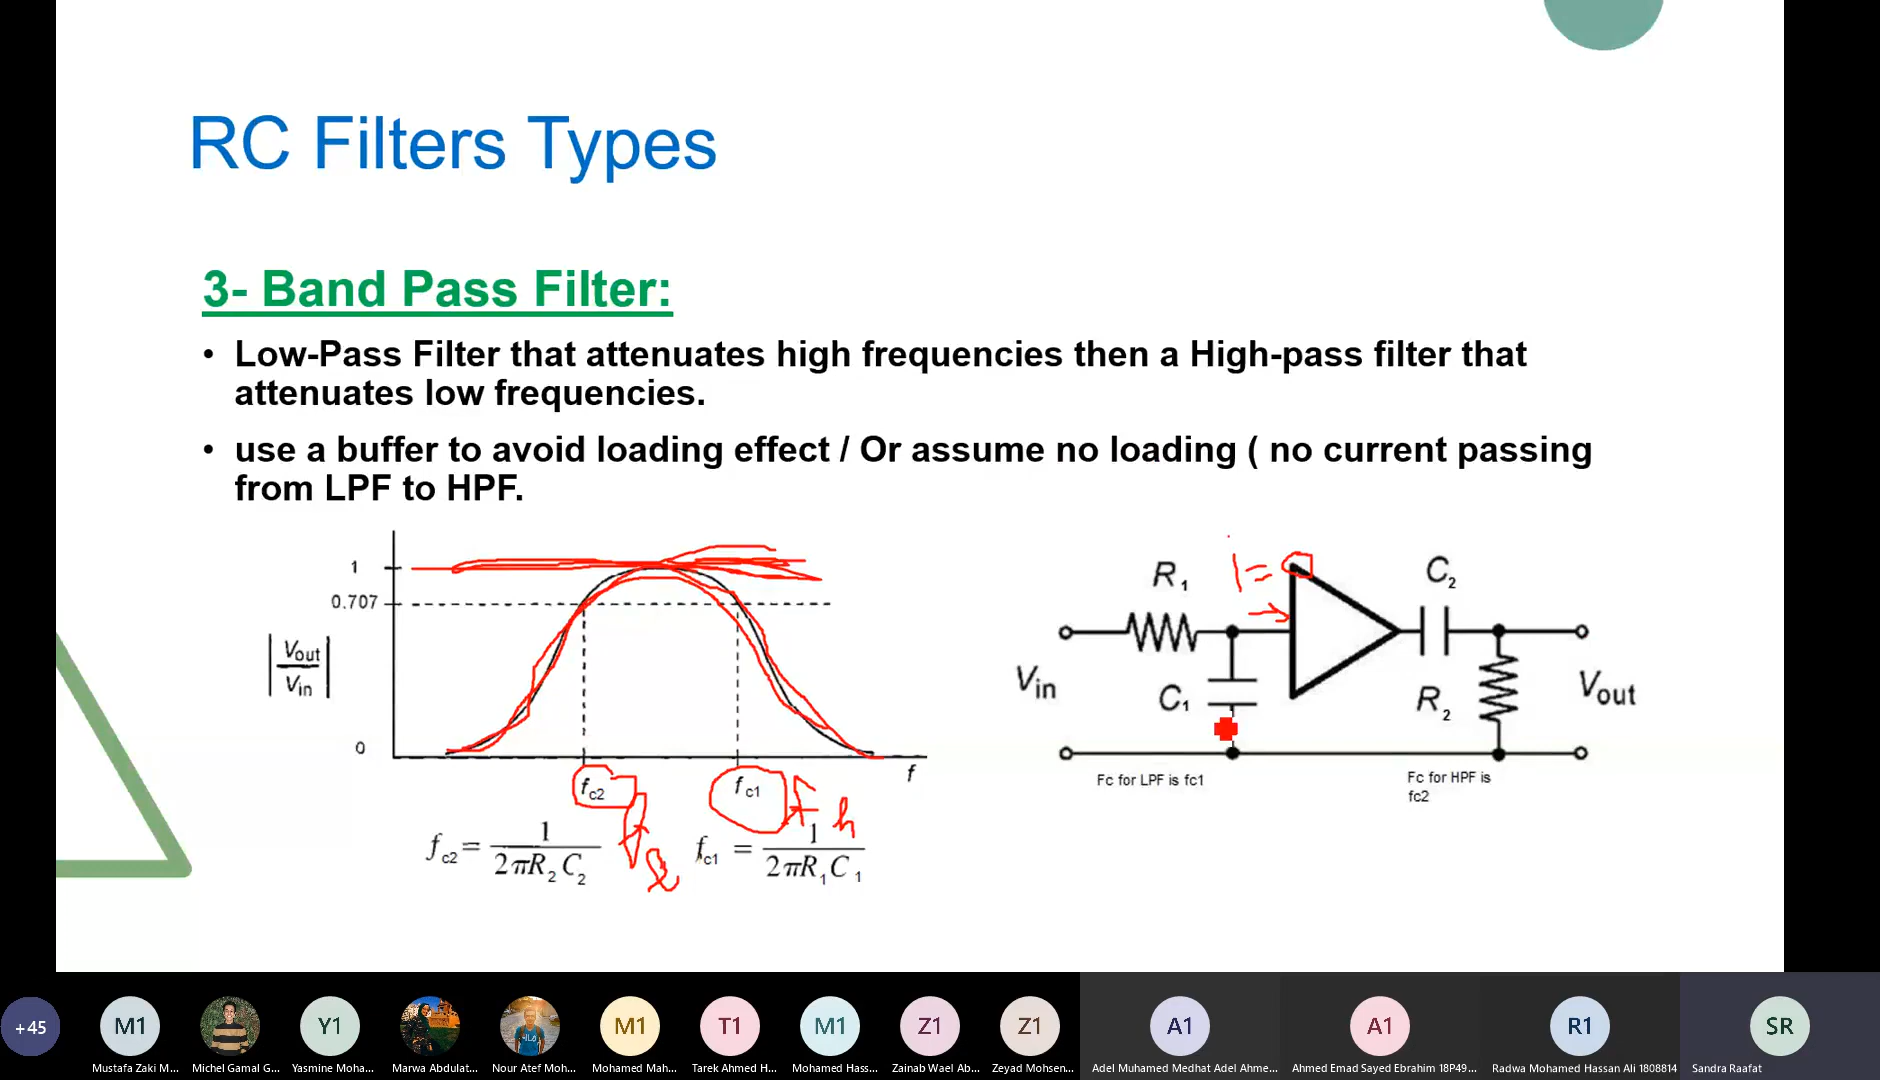 RC Filters Types
3- Band Pass Filter:
• Low-Pass Filter that attenuates high frequencies then a High-pass filter that
attenuates low frequencies.
• use a buffer to avoid loading effect / Or assume no loading ( no current passing
from LPF to HPF.
1
0.707
Vout
Vin
0
fc2
fc1
f
fh
fl
fc2 = 1 / 2πR2 C2
fc1 = 1 / 2πR1 C1
R1
I =
C2
Vin
C1
R2
Vout
Fc for LPF is fc1
Fc for HPF is
fc2
+45
M1
Y1
M1
T1
M1
Z1
Z1
A1
A1
R1
SR
Mustafa Zaki M...
Michel Gamal G...
Yasmine Moha...
Marwa Abdulat...
Nour Atef Moh...
Mohamed Mah...
Tarek Ahmed H...
Mohamed Hass...
Zainab Wael Ab...
Zeyad Mohsen...
Adel Muhamed Medhat Adel Ahme...
Ahmed Emad Sayed Ebrahim 18P49...
Radwa Mohamed Hassan Ali 1808814
Sandra Raafat